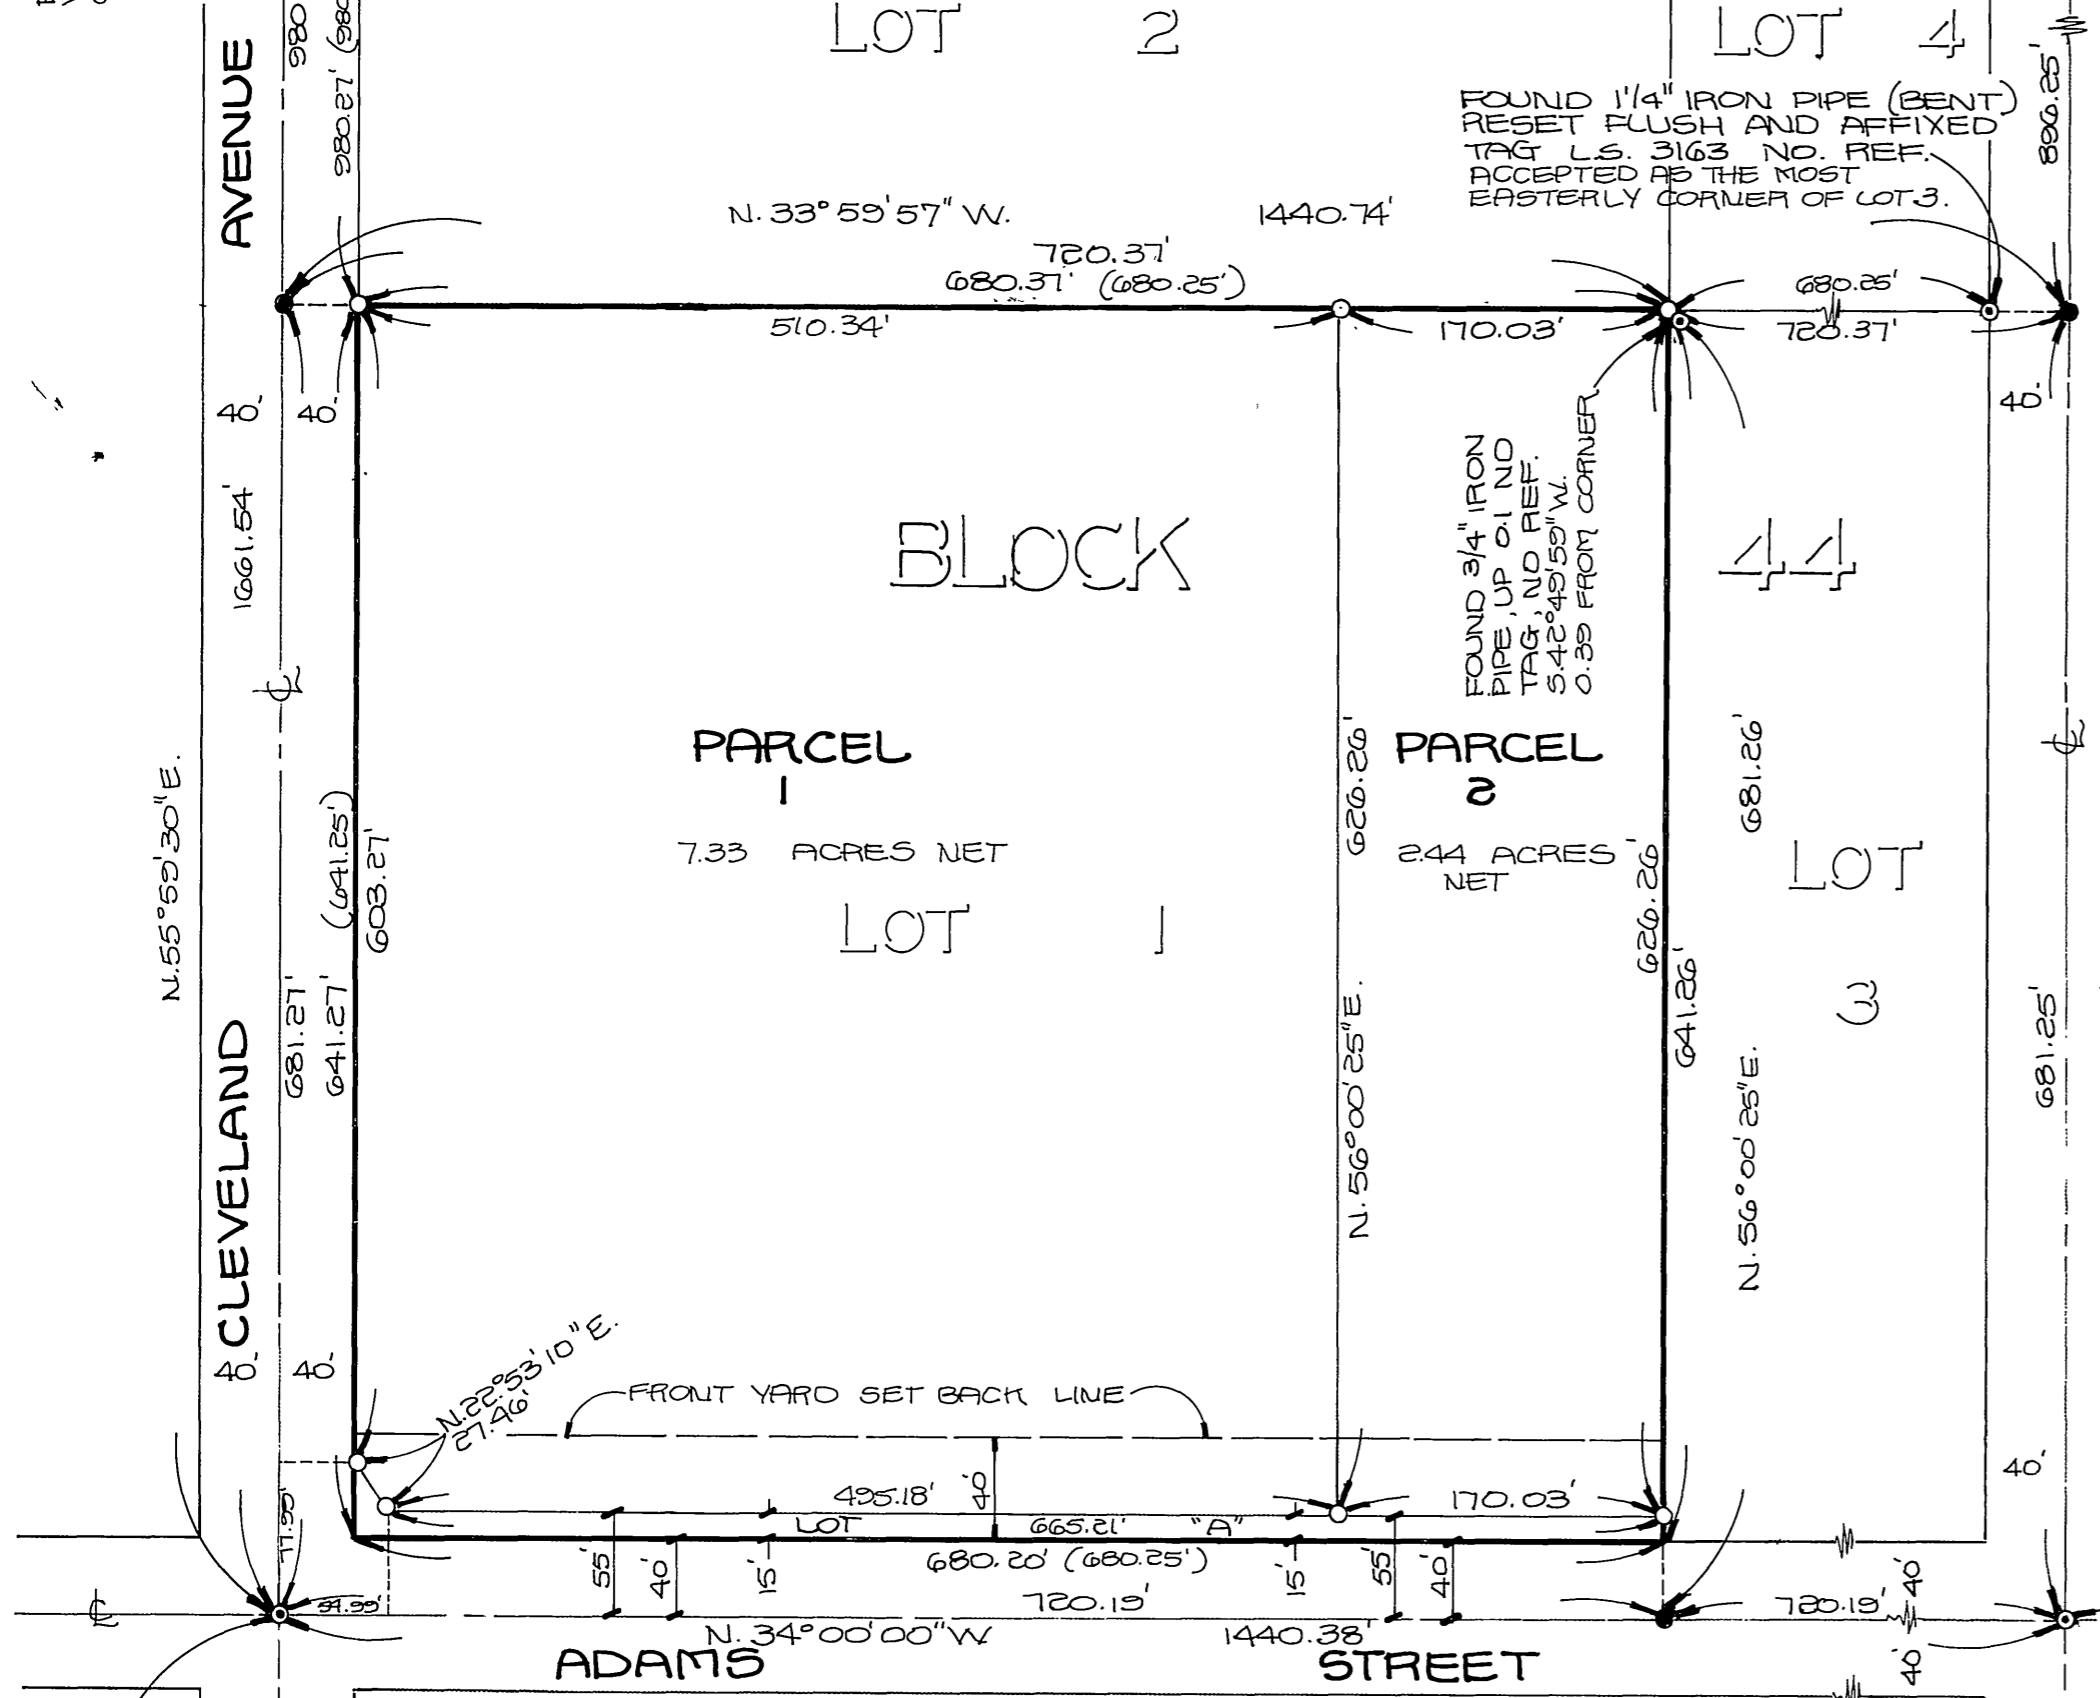 LOT 2
LOT 4
AVENUE
980
980.27' (980
896.25'
FOUND 1 1/4" IRON PIPE (BENT)
RESET FLUSH AND AFFIXED
TAG L.S. 3163 NO. REF.
ACCEPTED AS THE MOST
EASTERLY CORNER OF LOT 3.
N. 33°59'57" W. 1440.74'
720.37'
680.37' (680.25')
680.25'
510.34'
170.03'
720.37'
40'
40'
40'
1661.54'
BLOCK 44
FOUND 3/4" IRON
PIPE, UP 0.1 NO
TAG, NO REF.
S.42°49'59"W.
0.39 FROM CORNER
℄
℄
PARCEL
1
7.33 ACRES NET
PARCEL
2
2.44 ACRES
NET
626.26'
626.26'
681.26'
N.55°59'30"E.
(641.25')
603.27'
LOT 1
LOT
3
641.26'
681.27'
641.27'
N.56°00'25"E.
N.56°00'25"E.
681.25'
CLEVELAND
40'
40'
N.22°53'10"E.
27.46'
FRONT YARD SET BACK LINE
40'
40'
495.18'
170.03'
77.99'
LOT 665.21' "A"
680.20' (680.25')
55'
40'
15'
15'
55'
40'
40'
54.99'
720.19'
720.19'
℄
N. 34°00'00"W 1440.38'
ADAMS STREET
40'